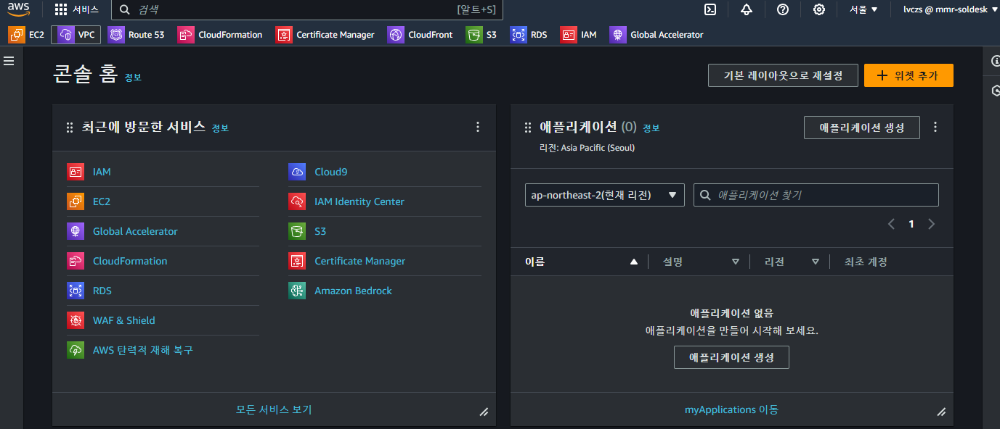 aws 서비스 검색 [알트+S] 서울 lvczs @ mmr-soldesk
EC2 VPC Route 53 CloudFormation Certificate Manager CloudFront S3 RDS IAM Global Accelerator
콘솔 홈 정보
기본 레이아웃으로 재설정
위젯 추가
최근에 방문한 서비스 정보
IAM
EC2
Global Accelerator
CloudFormation
RDS
WAF & Shield
AWS 탄력적 재해 복구
Cloud9
IAM Identity Center
S3
Certificate Manager
Amazon Bedrock
모든 서비스 보기
애플리케이션 (0) 정보
리전: Asia Pacific (Seoul)
애플리케이션 생성
ap-northeast-2(현재 리전)
애플리케이션 찾기
1
이름 설명 리전 최초 계정
애플리케이션 없음
애플리케이션을 만들어 시작해 보세요.
애플리케이션 생성
myApplications 이동